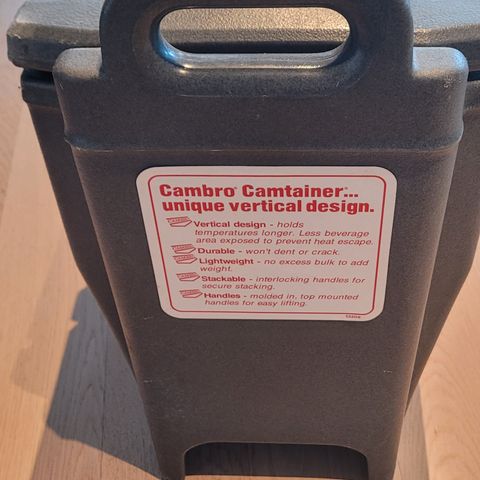 Cambro® Camtainer®...
unique vertical design.
Vertical design - holds
temperatures longer. Less beverage
area exposed to prevent heat escape.
Durable - won't dent or crack.
Lightweight - no excess bulk to add
weight.
Stackable - interlocking handles for
secure stacking.
Handles - molded in, top mounted
handles for easy lifting.